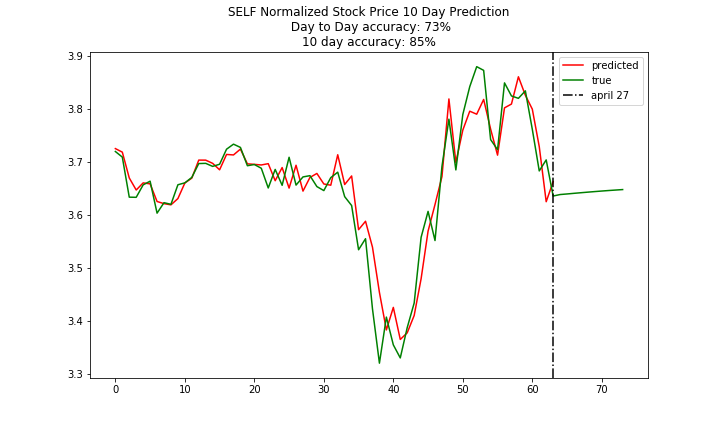 SELF Normalized Stock Price 10 Day Prediction
Day to Day accuracy: 73%
10 day accuracy: 85%
3.9
3.8
3.7
3.6
3.5
3.4
3.3
predicted
true
april 27
0 10 20 30 40 50 60 70